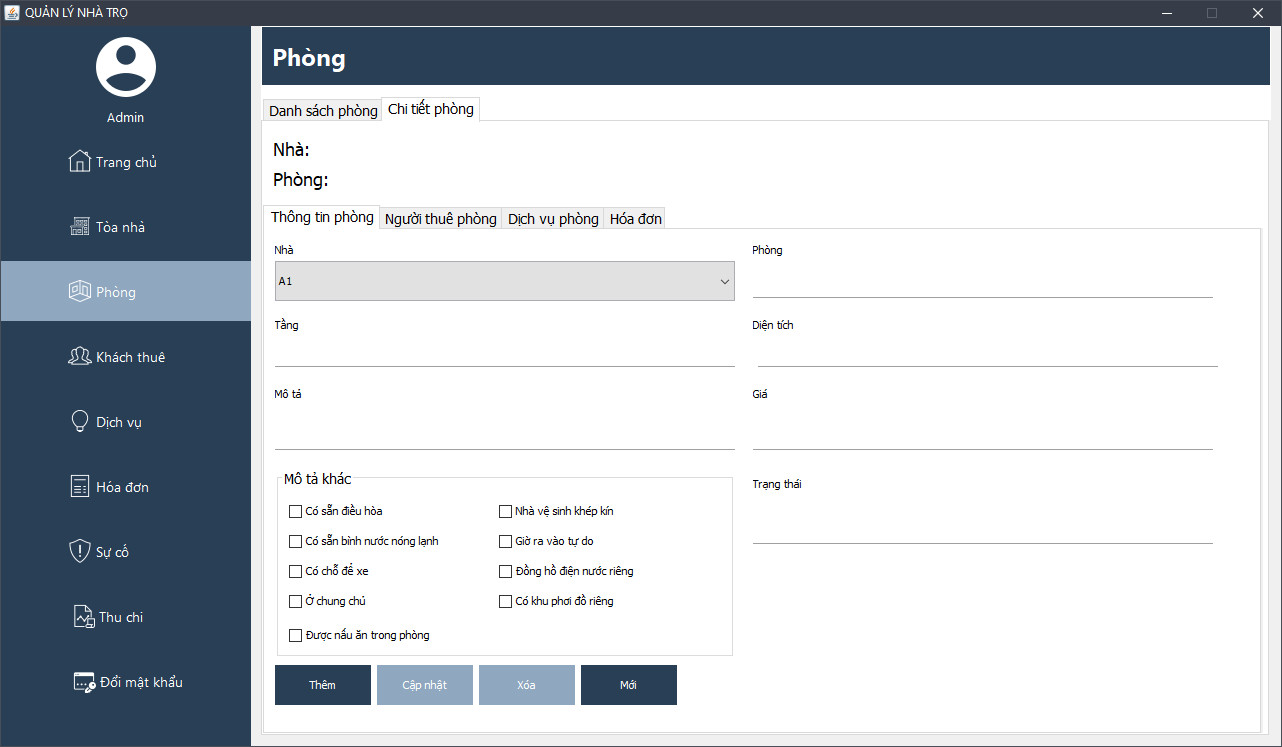 QUẢN LÝ NHÀ TRỌ
Admin
Trang chủ
Tòa nhà
Phòng
Khách thuê
Dịch vụ
Hóa đơn
Sự cố
Thu chi
Đổi mật khẩu
Phòng
Danh sách phòng Chi tiết phòng
Nhà:
Phòng:
Thông tin phòng Người thuê phòng Dịch vụ phòng Hóa đơn
Nhà Phòng
A1
Tầng Diện tích
Mô tả Giá
Mô tả khác
Trạng thái
Có sẵn điều hòa Nhà vệ sinh khép kín
Có sẵn bình nước nóng lạnh Giờ ra vào tự do
Có chỗ để xe Đồng hồ điện nước riêng
Ở chung chủ Có khu phơi đồ riêng
Được nấu ăn trong phòng
Thêm Cập nhật Xóa Mới